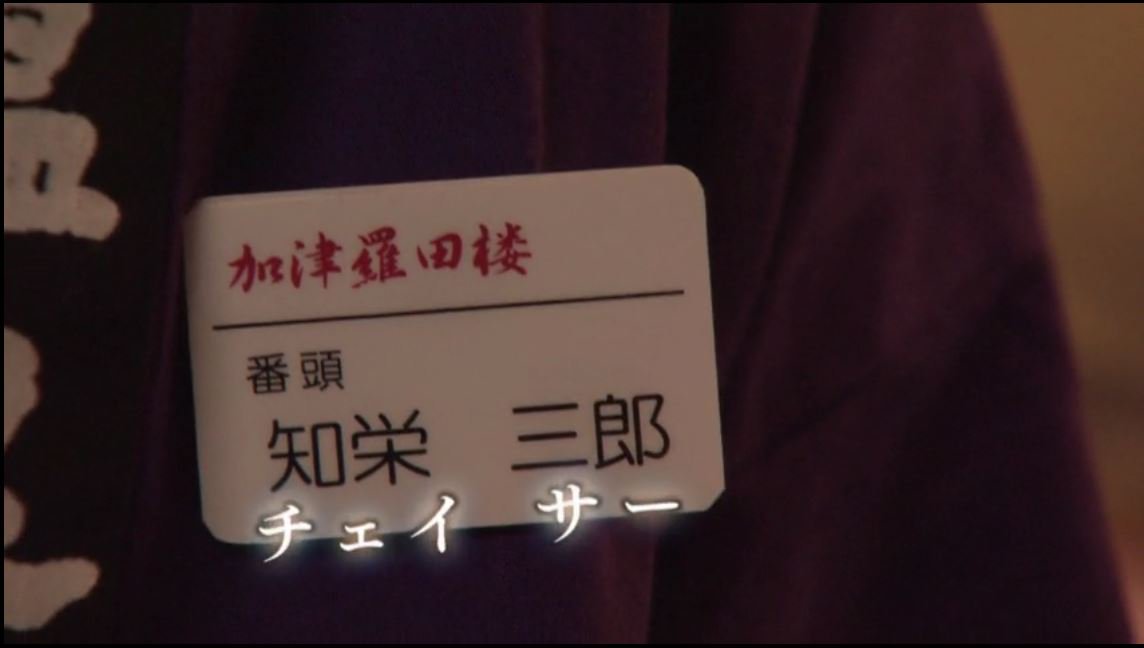 加津羅田楼
番頭
知栄 三郎
チェイ サー